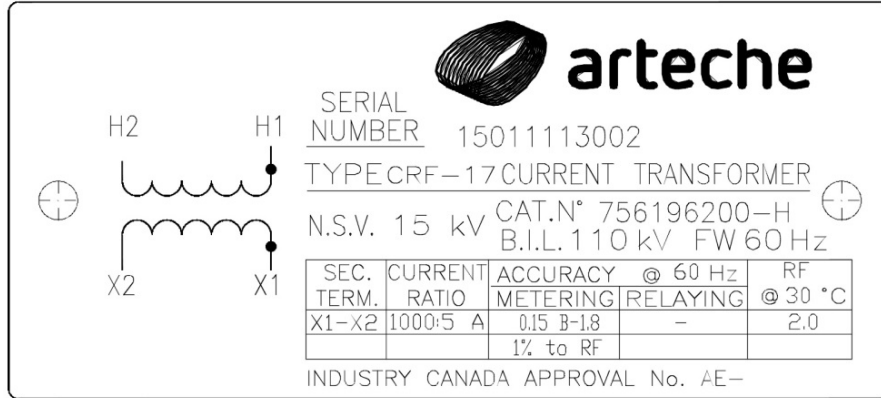 arteche
SERIAL
NUMBER 15011113002
H2 H1
TYPE CRF-17 CURRENT TRANSFORMER
N.S.V. 15 kV CAT.N° 756196200-H
B.I.L. 110 kV FW 60 Hz
X2 X1
SEC. TERM. CURRENT RATIO ACCURACY @ 60 Hz RF @ 30 °C
METERING RELAYING
X1-X2 1000:5 A 0.15 B-1.8 - 2.0
1% to RF
INDUSTRY CANADA APPROVAL No. AE-